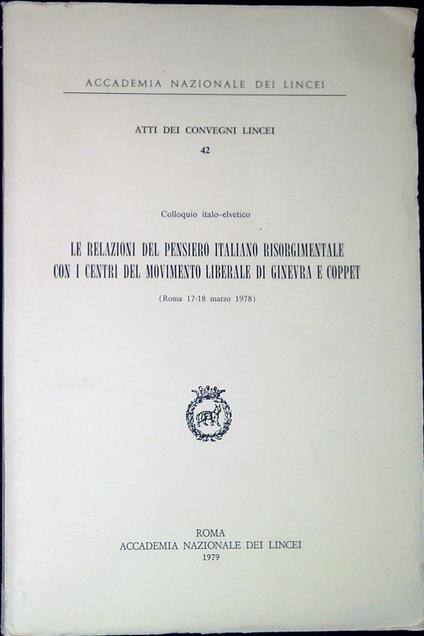 ACCADEMIA NAZIONALE DEI LINCEI
ATTI DEI CONVEGNI LINCEI
42
Colloquio italo-elvetico
LE RELAZIONI DEL PENSIERO ITALIANO RISORGIMENTALE
CON I CENTRI DEL MOVIMENTO LIBERALE DI GINEVRA E COPPET
(Roma 17-18 marzo 1978)
ROMA
ACCADEMIA NAZIONALE DEI LINCEI
1979